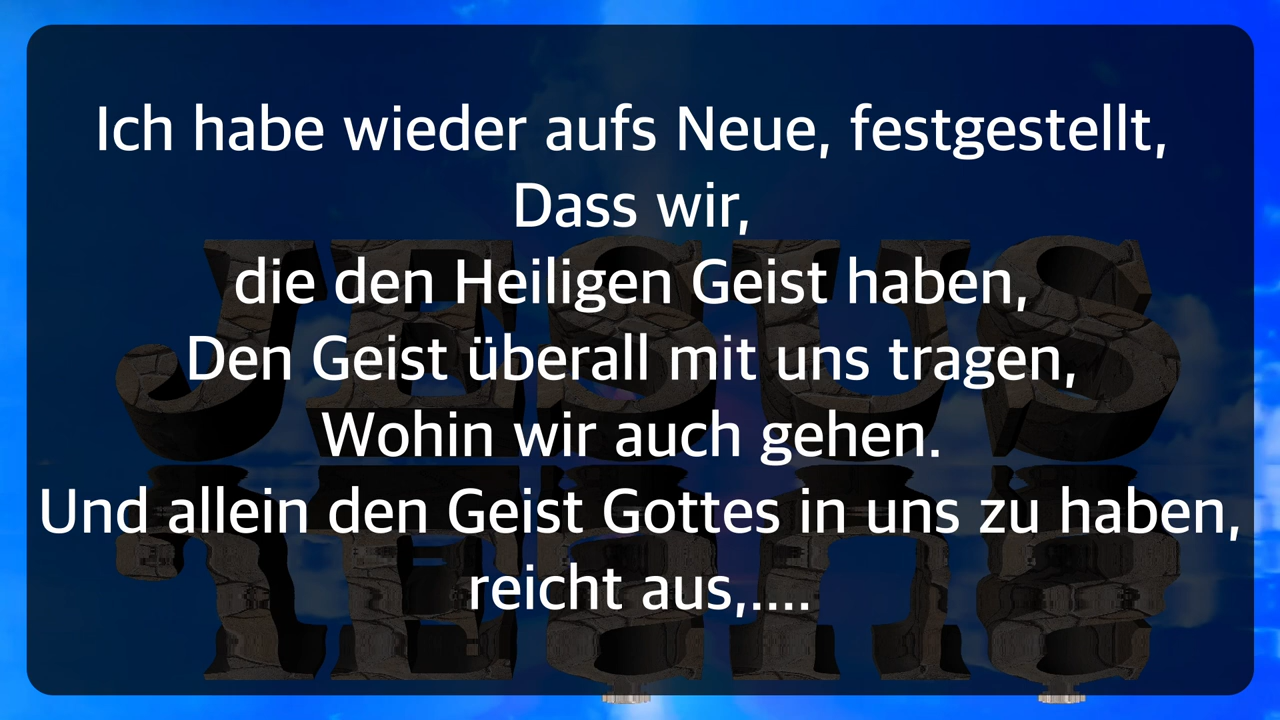 Ich habe wieder aufs Neue, festgestellt,
Dass wir,
die den Heiligen Geist haben,
Den Geist überall mit uns tragen,
Wohin wir auch gehen.
Und allein den Geist Gottes in uns zu haben,
reicht aus,....
JESUS